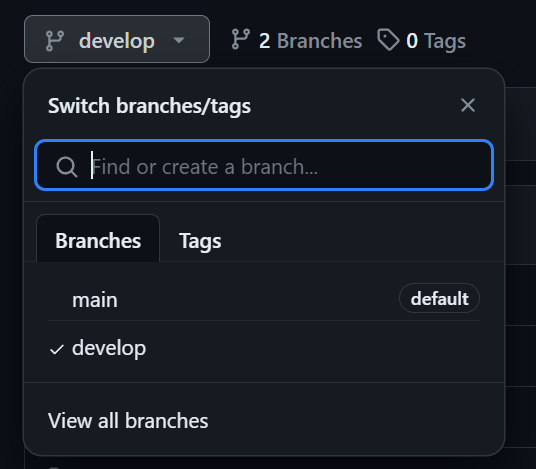 develop 2 Branches 0 Tags
Switch branches/tags
Find or create a branch...
Branches Tags
main default
develop
View all branches